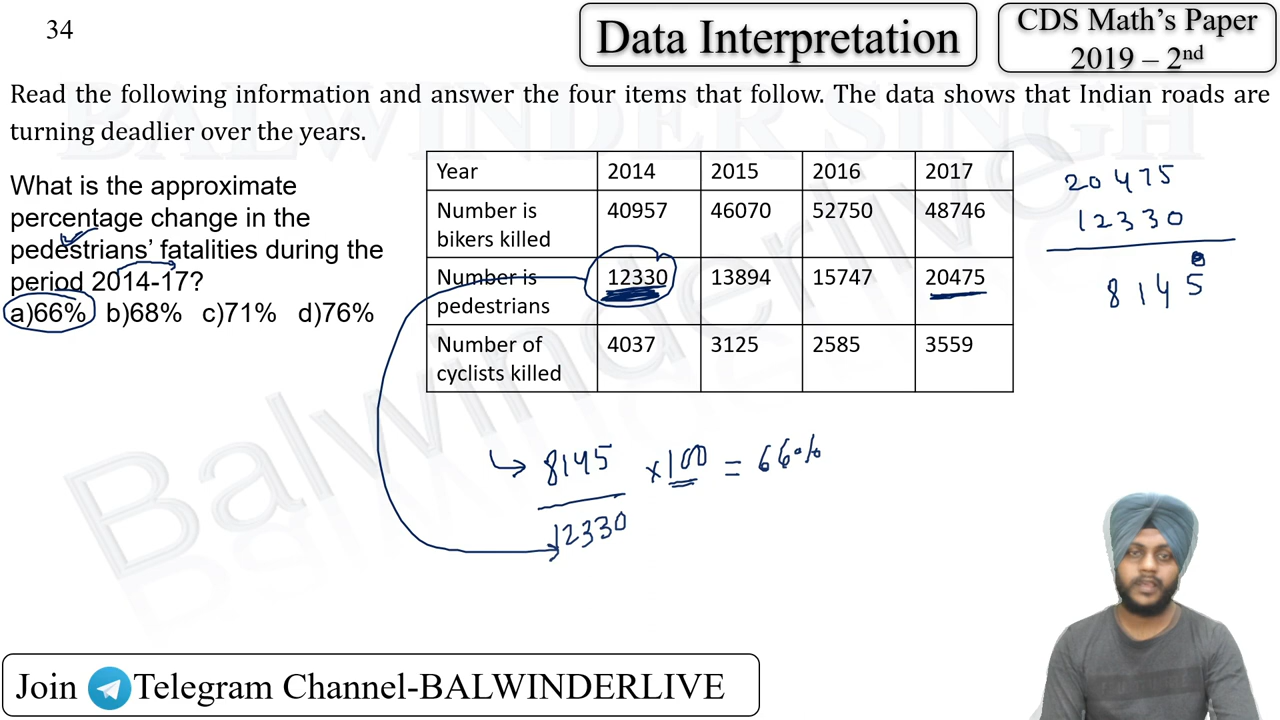 34
Data Interpretation
CDS Math's Paper
2019 – 2nd
Read the following information and answer the four items that follow. The data shows that Indian roads are
turning deadlier over the years.
What is the approximate
percentage change in the
pedestrians' fatalities during the
period 2014-17?
a)66% b)68% c)71% d)76%
Year 2014 2015 2016 2017
Number is bikers killed 40957 46070 52750 48746
Number is pedestrians 12330 13894 15747 20475
Number of cyclists killed 4037 3125 2585 3559
20475
12330
8145
8145 ×100 = 66%
12330
BALWINDER SINGH
Balwinderlive
Join Telegram Channel-BALWINDERLIVE